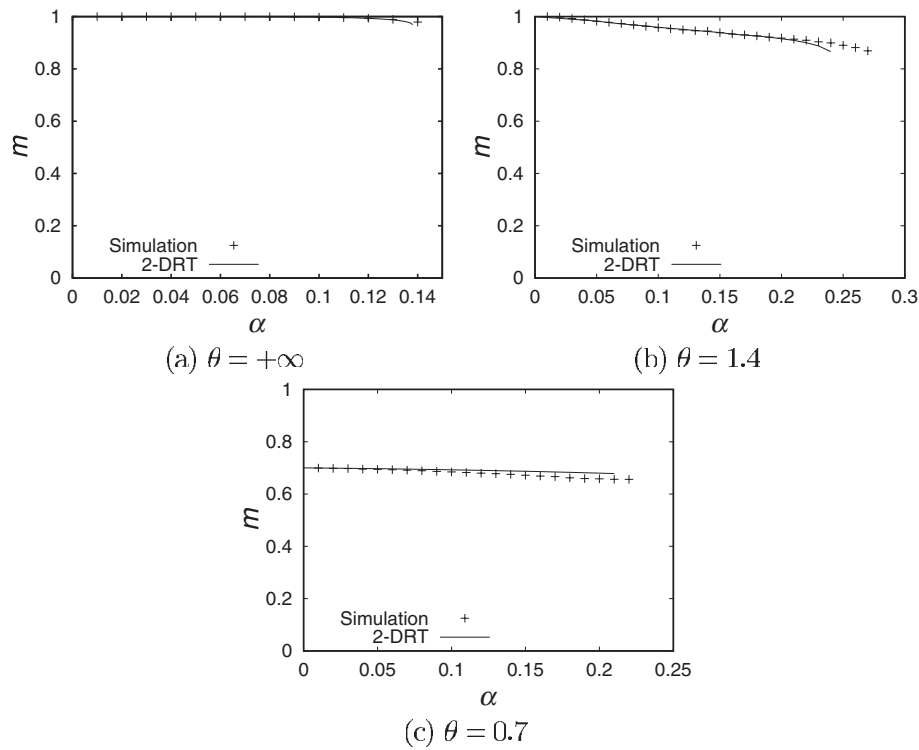 1
0.8
0.6
m
0.4
0.2
0
Simulation
2-DRT
0 0.02 0.04 0.06 0.08 0.1 0.12 0.14
α
(a) θ = +∞
1
0.8
0.6
m
0.4
0.2
0
Simulation
2-DRT
0 0.05 0.1 0.15 0.2 0.25 0.3
α
(b) θ = 1.4
1
0.8
0.6
m
0.4
0.2
0
Simulation
2-DRT
0 0.05 0.1 0.15 0.2 0.25
α
(c) θ = 0.7